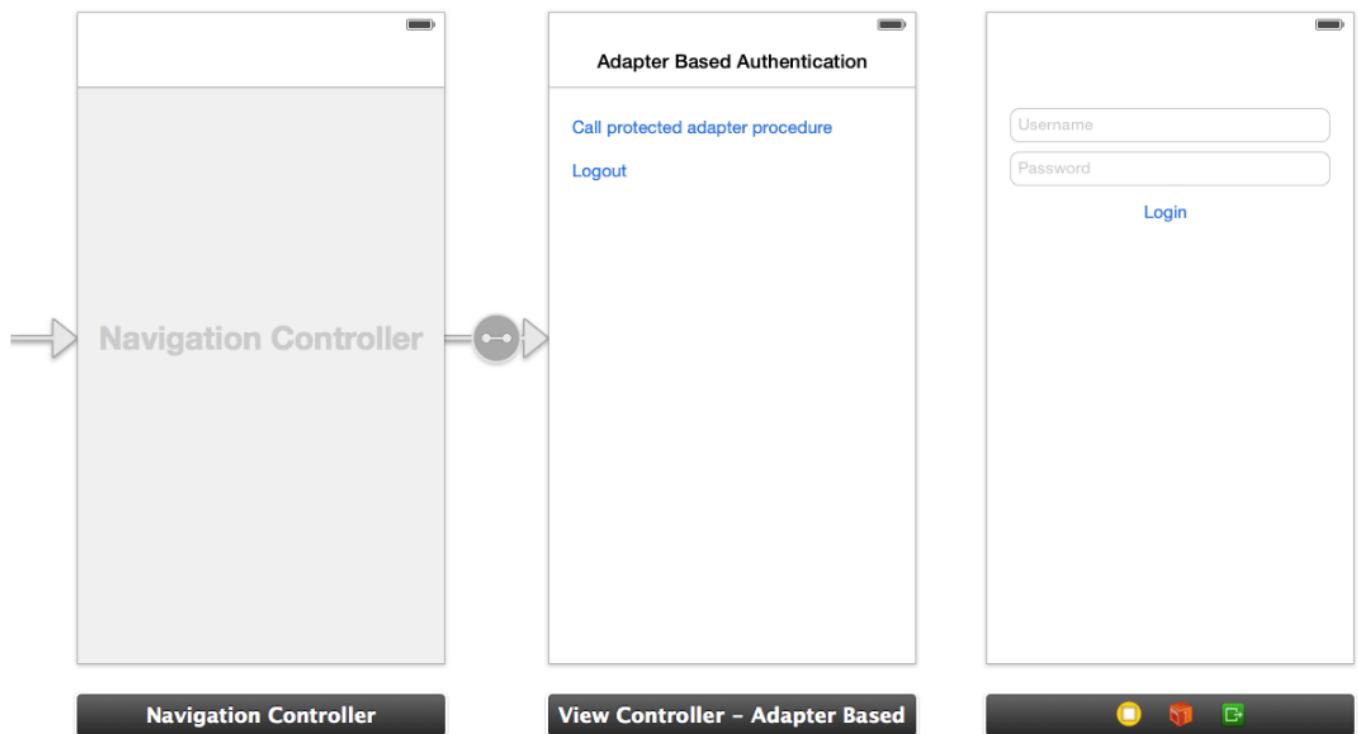 Navigation Controller
Navigation Controller
Adapter Based Authentication
Call protected adapter procedure
Logout
View Controller – Adapter Based
Username
Password
Login